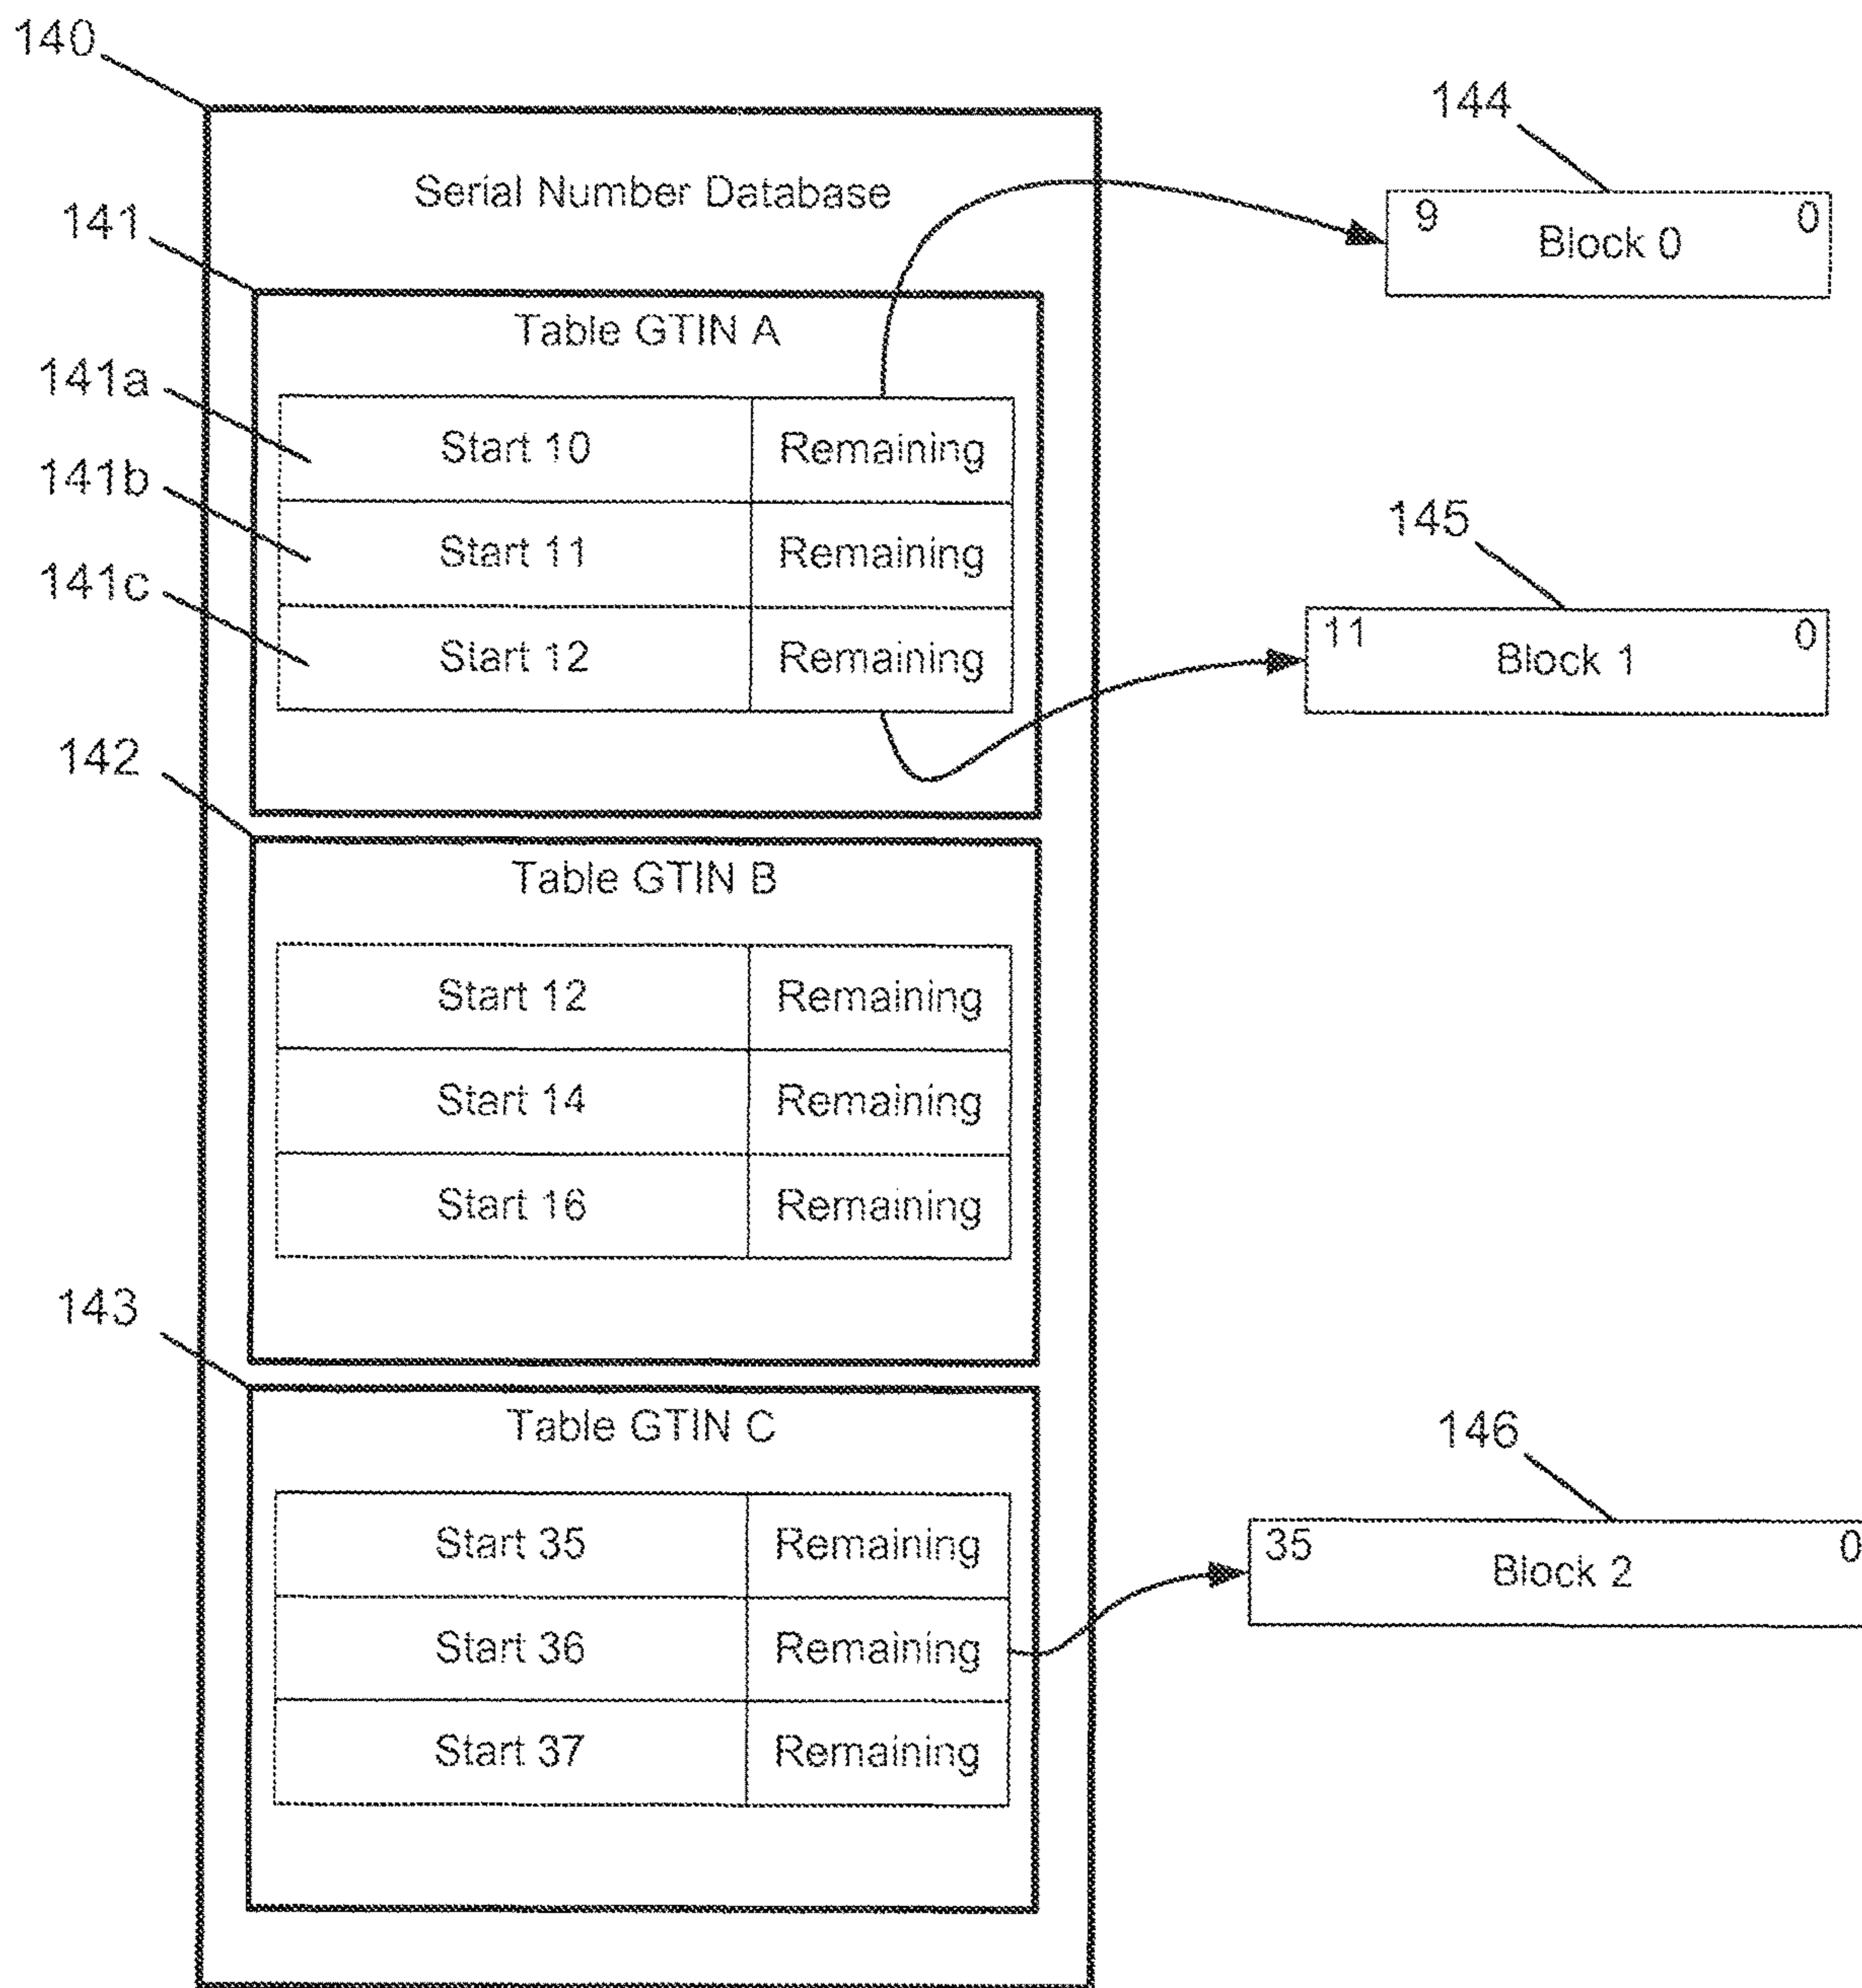 140
144
Serial Number Database
9 Block 0 0
141
Table GTIN A
141a
Start 10 Remaining
141b
145
Start 11 Remaining
141c
11 Block 1 0
Start 12 Remaining
142
Table GTIN B
Start 12 Remaining
Start 14 Remaining
Start 16 Remaining
143
Table GTIN C
146
Start 35 Remaining
35 Block 2 0
Start 36 Remaining
Start 37 Remaining